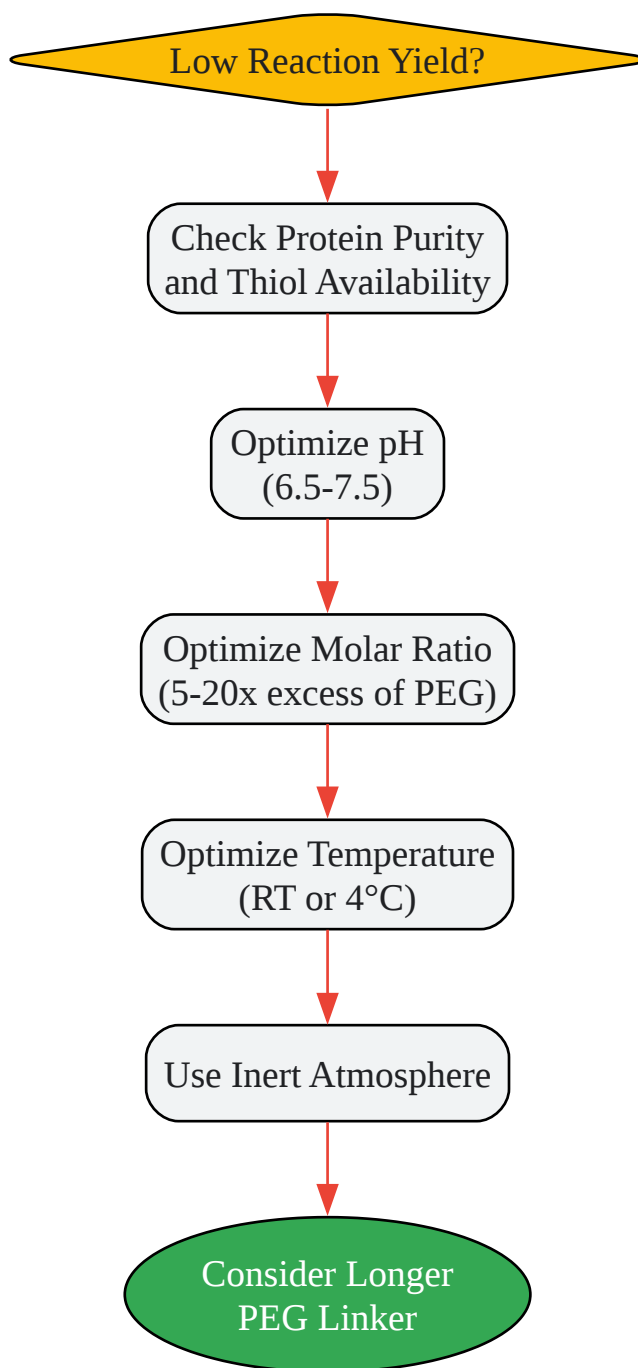 Low Reaction Yield?
Check Protein Purity
and Thiol Availability
Optimize pH
(6.5-7.5)
Optimize Molar Ratio
(5-20x excess of PEG)
Optimize Temperature
(RT or 4°C)
Use Inert Atmosphere
Consider Longer
PEG Linker